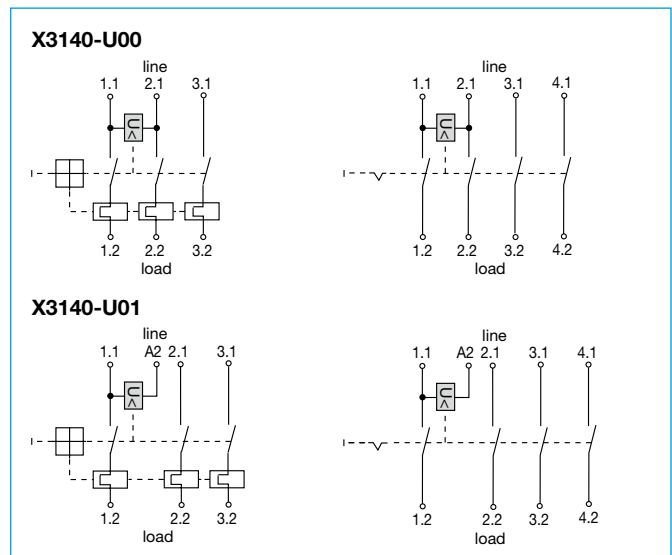 X3140-U00
line
1.1 2.1 3.1
U<
1.2 2.2 3.2
load
line
1.1 2.1 3.1 4.1
U<
1.2 2.2 3.2 4.2
load
X3140-U01
line
1.1 A2 2.1 3.1
U<
1.2 2.2 3.2
load
line
1.1 A2 2.1 3.1 4.1
U<
1.2 2.2 3.2 4.2
load